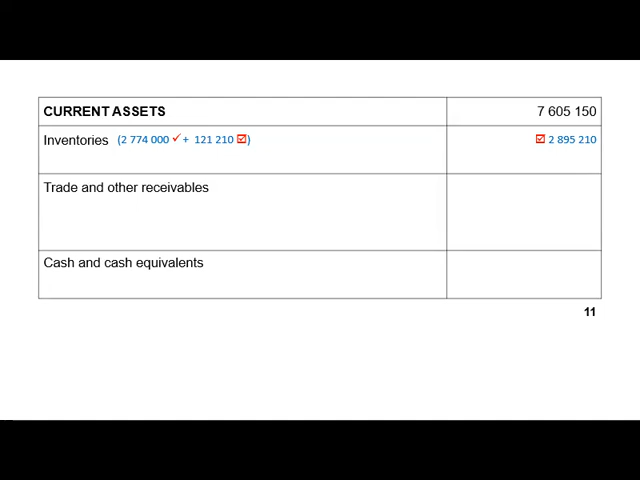 CURRENT ASSETS 7 605 150
Inventories (2 774 000 ✓ + 121 210 ☑) ☑ 2 895 210
Trade and other receivables
Cash and cash equivalents
11